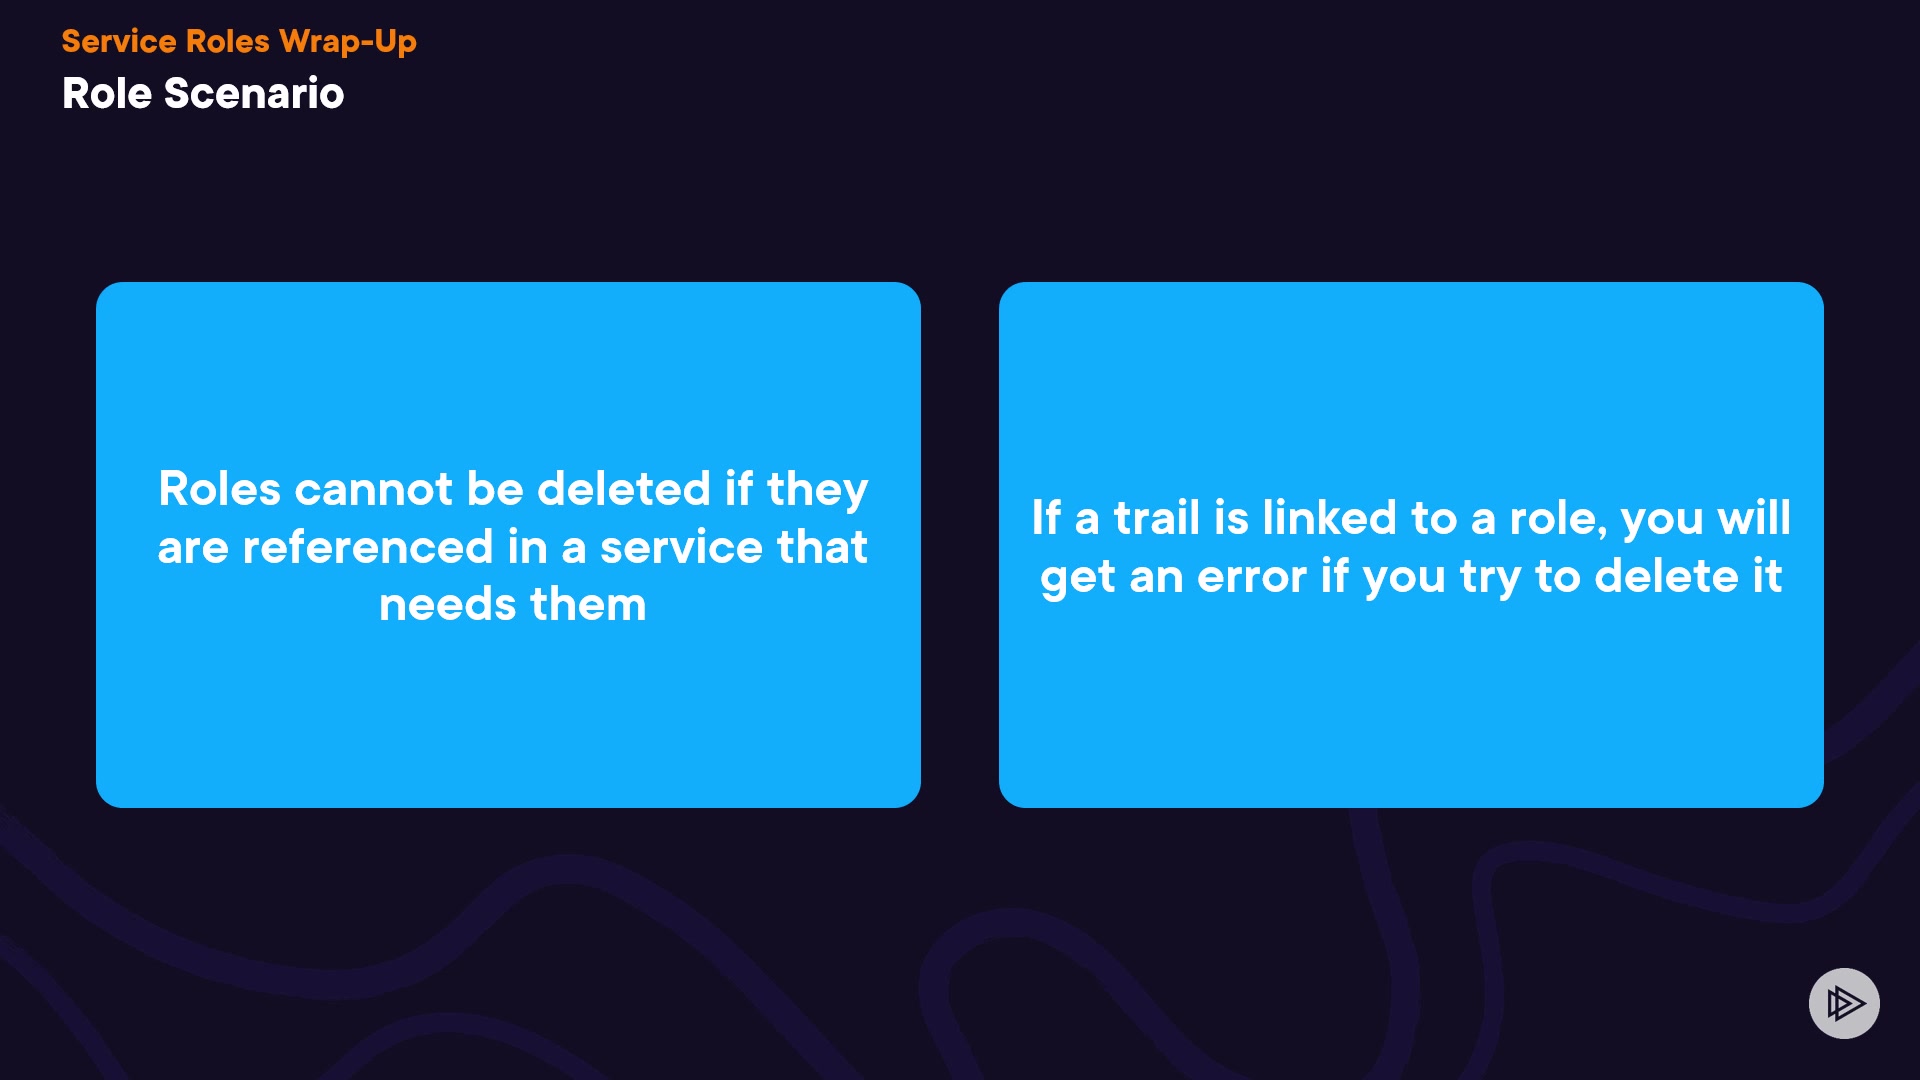 Service Roles Wrap-Up
Role Scenario
Roles cannot be deleted if they
are referenced in a service that
needs them
If a trail is linked to a role, you will
get an error if you try to delete it